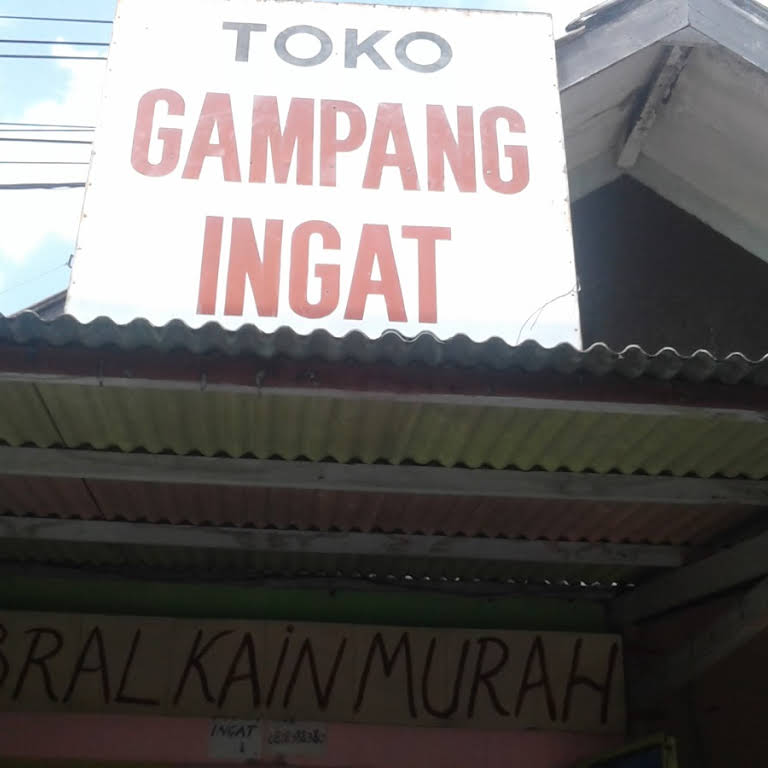 TOKO
GAMPANG
INGAT
BRAL KAIN MURAH
INGAT